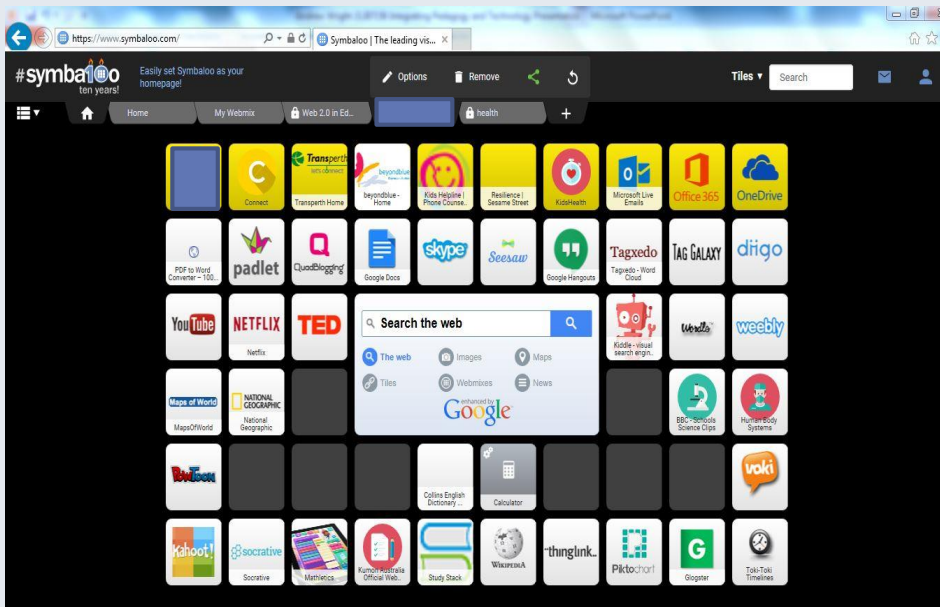 https://www.symbaloo.com/
Symbaloo | The leading vis...
#symbaloo
ten years!
Easily set Symbaloo as your
homepage!
Options
Remove
Tiles
Search
Home
My Webmix
Web 2.0 in Ed...
health
+
Connect
Transperth
let's connect
Transperth Home
beyondblue
beyondblue -
Home
Kids Helpline |
Phone Counse..
Resilience |
Sesame Street
KidsHealth
Microsoft Live
Emails
Office 365
OneDrive
PDF to Word
Converter – 100...
padlet
QuadBlogging
Google Docs
skype
Seesaw
Google Hangouts
Tagxedo
Tagxedo - Word
Cloud
TAG GALAXY
diigo
YouTube
NETFLIX
Netflix
TED
Search the web
The web
Images
Maps
Tiles
Webmixes
News
enhanced by
Google
Kiddle - visual
search engin..
Wordle
weebly
Maps of World
MapsOfWorld
NATIONAL
GEOGRAPHIC
National
Geographic
BBC - Schools
Science Clips
Human Body
Systems
PowToon
Collins English
Dictionary ...
Calculator
voki
Kahoot!
socrative
Socrative
Mathletics
Kumon Australia
Official Web..
Study Stack
WIKIPEDIA
thinglink..
Piktochart
G
Glogster
Toki-Toki
Timelines